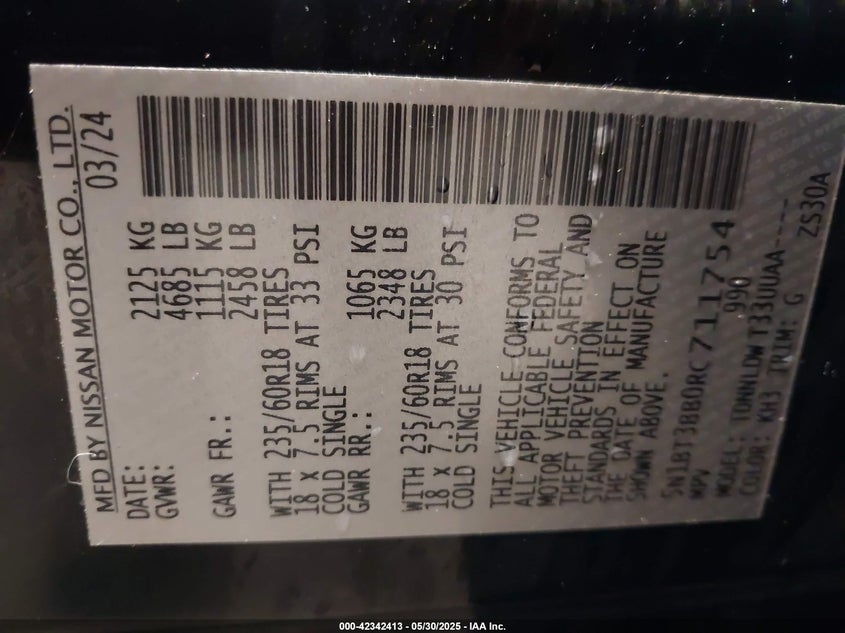 MFD BY NISSAN MOTOR CO., LTD.
DATE: 03/24
GVWR: 2125 KG
4685 LB
GAWR FR.: 1115 KG
2458 LB
WITH 235/60R18 TIRES
18 X 7.5 RIMS AT 33 PSI
COLD SINGLE
GAWR RR.: 1065 KG
2348 LB
WITH 235/60R18 TIRES
18 X 7.5 RIMS AT 30 PSI
COLD SINGLE
THIS VEHICLE CONFORMS TO
ALL APPLICABLE FEDERAL
MOTOR VEHICLE SAFETY AND
THEFT PREVENTION
STANDARDS IN EFFECT ON
THE DATE OF MANUFACTURE
SHOWN ABOVE.
5N1BT3BB0RC711754
MPV 990
MODEL: TDNNLDW T33UUAA----
COLOR: KH3 TRIM: G ZS30A
000-42342413 - 05/30/2025 - IAA Inc.